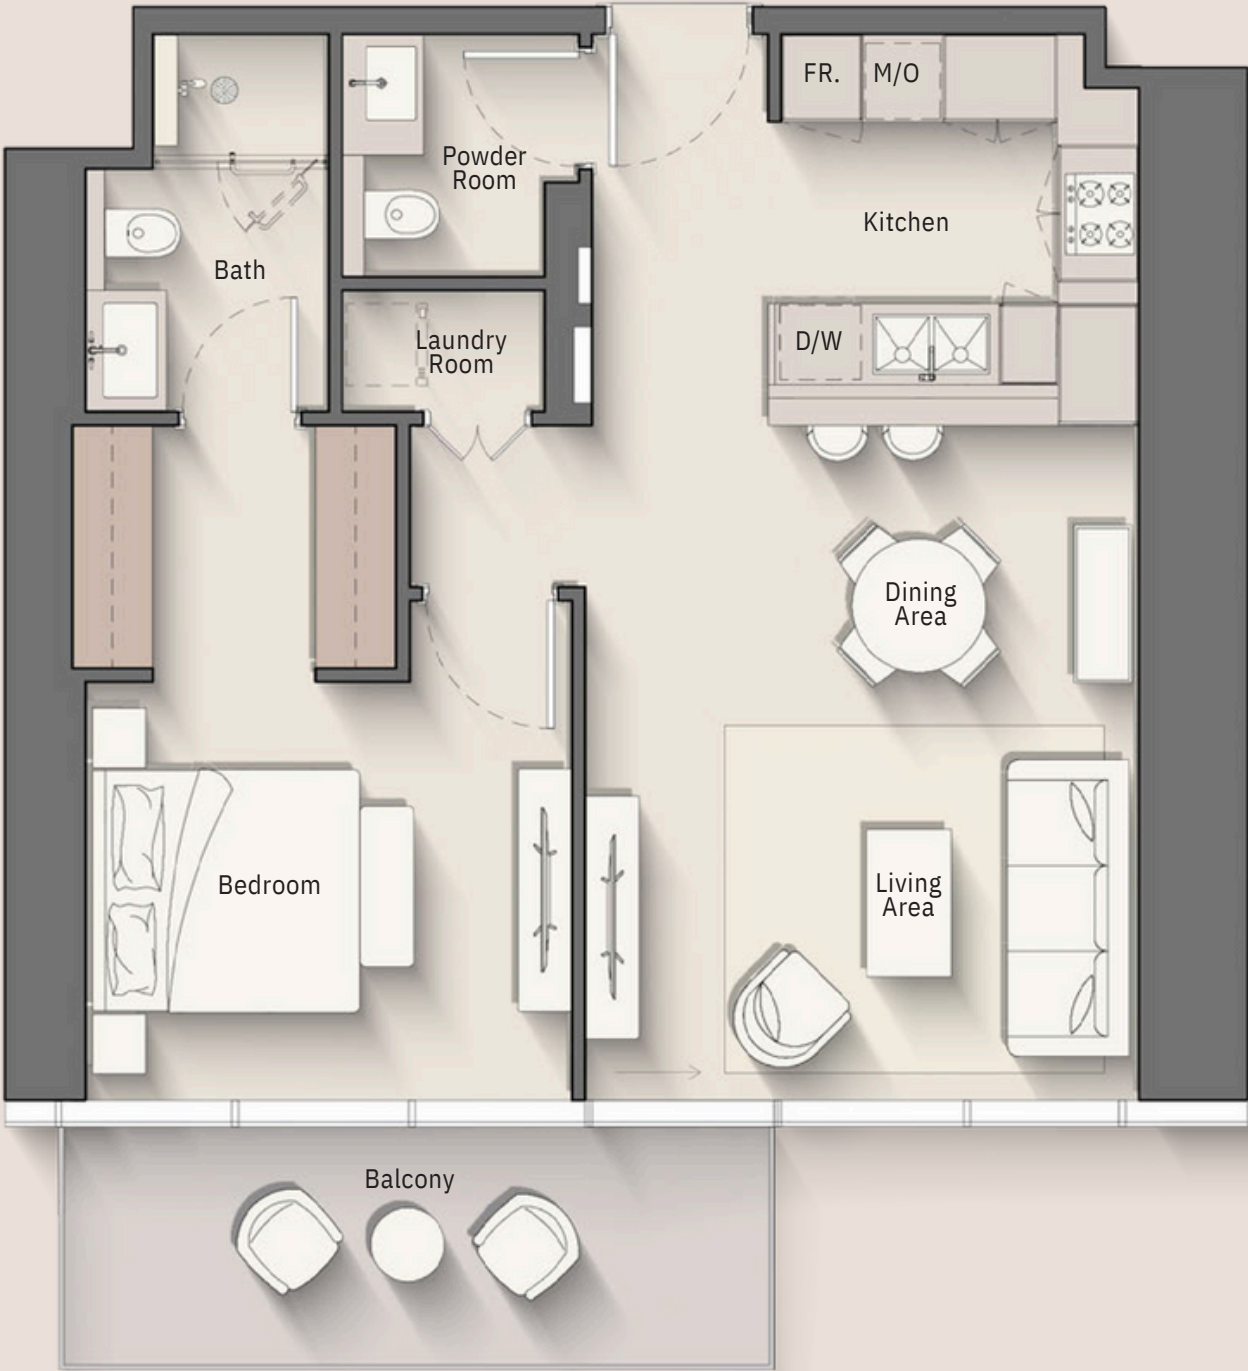 FR.
M/O
Powder
Room
Kitchen
Bath
Laundry
Room
D/W
Dining
Area
Bedroom
Living
Area
Balcony